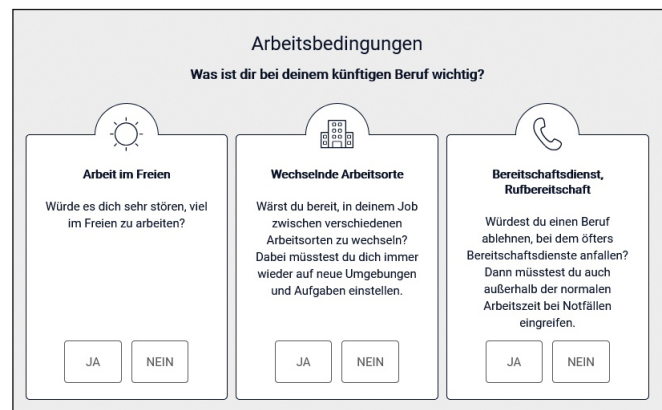 Arbeitsbedingungen
Was ist dir bei deinem künftigen Beruf wichtig?
Arbeit im Freien
Würde es dich sehr stören, viel
im Freien zu arbeiten?
JA
NEIN
Wechselnde Arbeitsorte
Wärst du bereit, in deinem Job
zwischen verschiedenen
Arbeitsorten zu wechseln?
Dabei müsstest du dich immer
wieder auf neue Umgebungen
und Aufgaben einstellen.
JA
NEIN
Bereitschaftsdienst,
Rufbereitschaft
Würdest du einen Beruf
ablehnen, bei dem öfters
Bereitschaftsdienste anfallen?
Dann müsstest du auch
außerhalb der normalen
Arbeitszeit bei Notfällen
eingreifen.
JA
NEIN